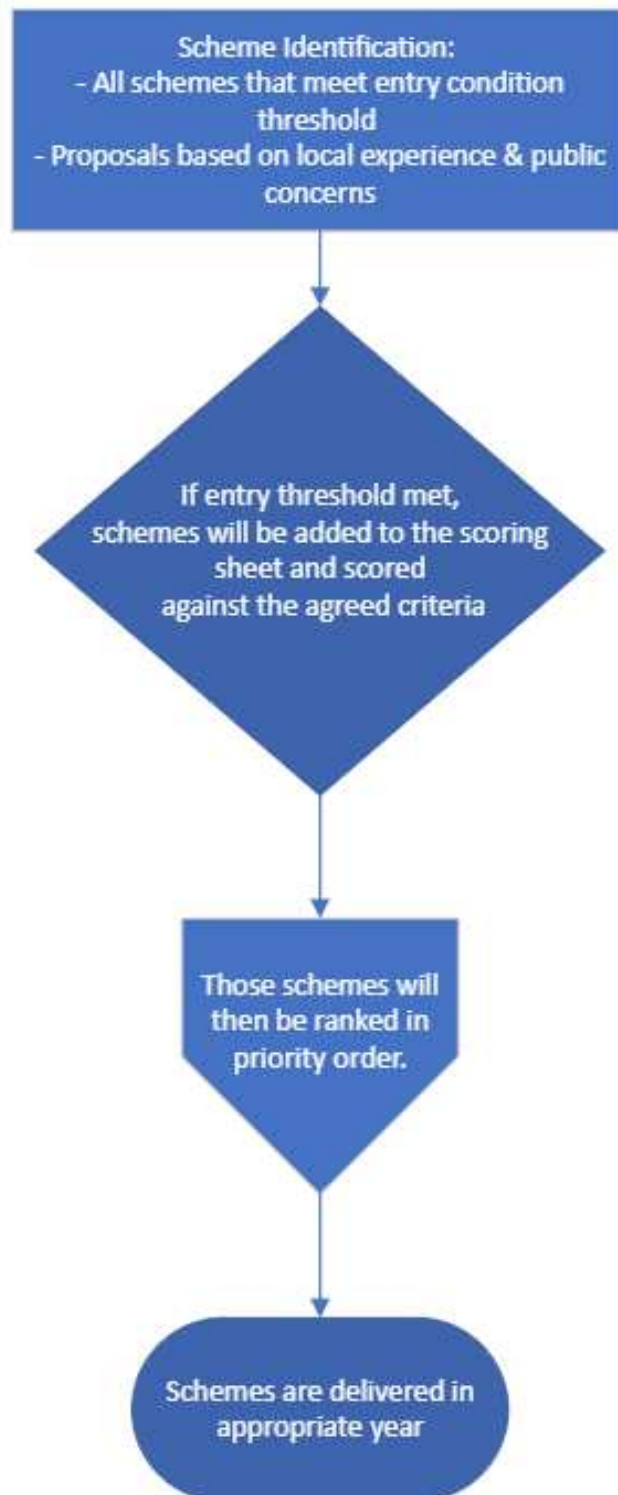 Scheme Identification:
- All schemes that meet entry condition
threshold
- Proposals based on local experience & public
concerns
If entry threshold met,
schemes will be added to the scoring
sheet and scored
against the agreed criteria
Those schemes will
then be ranked in
priority order.
Schemes are delivered in
appropriate year